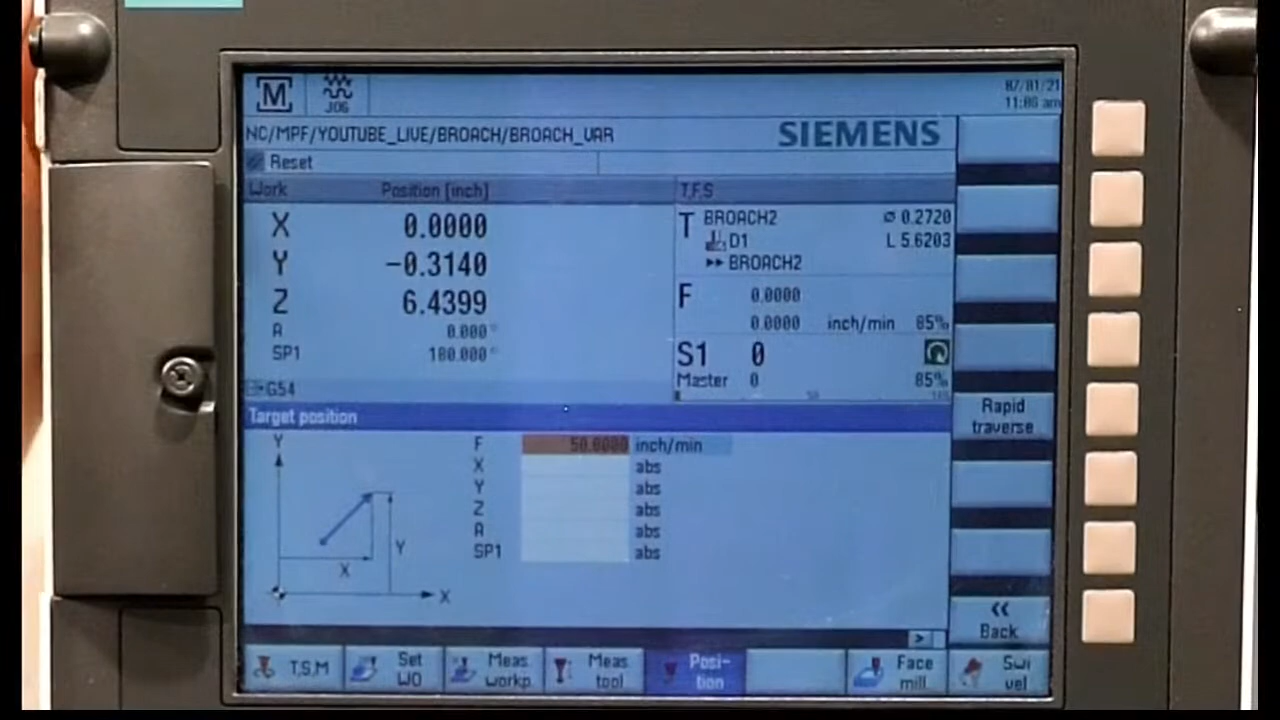 M JOG 07/01/21
11:06 am
NC/MPF/YOUTUBE_LIVE/BROACH/BROACH_VAR SIEMENS
Reset
Work Position [inch] T,F,S
X 0.0000 T BROACH2 ø 0.2720
D1 L 5.6203
Y -0.3140 ▸▸ BROACH2
Z 6.4399 F 0.0000
A 0.000°
0.0000 inch/min 85%
SP1 180.000° S1 0
G54 Master 0 85%
50 100
Target position
Rapid
traverse
F 50.0000 inch/min
X abs
Y abs
Z abs
A abs
SP1 abs
Y
Y
X
X
>
«
Back
T,S,M
Set
WO
Meas.
workp.
Meas.
tool
Posi-
tion
Face
mill.
Swi
vel